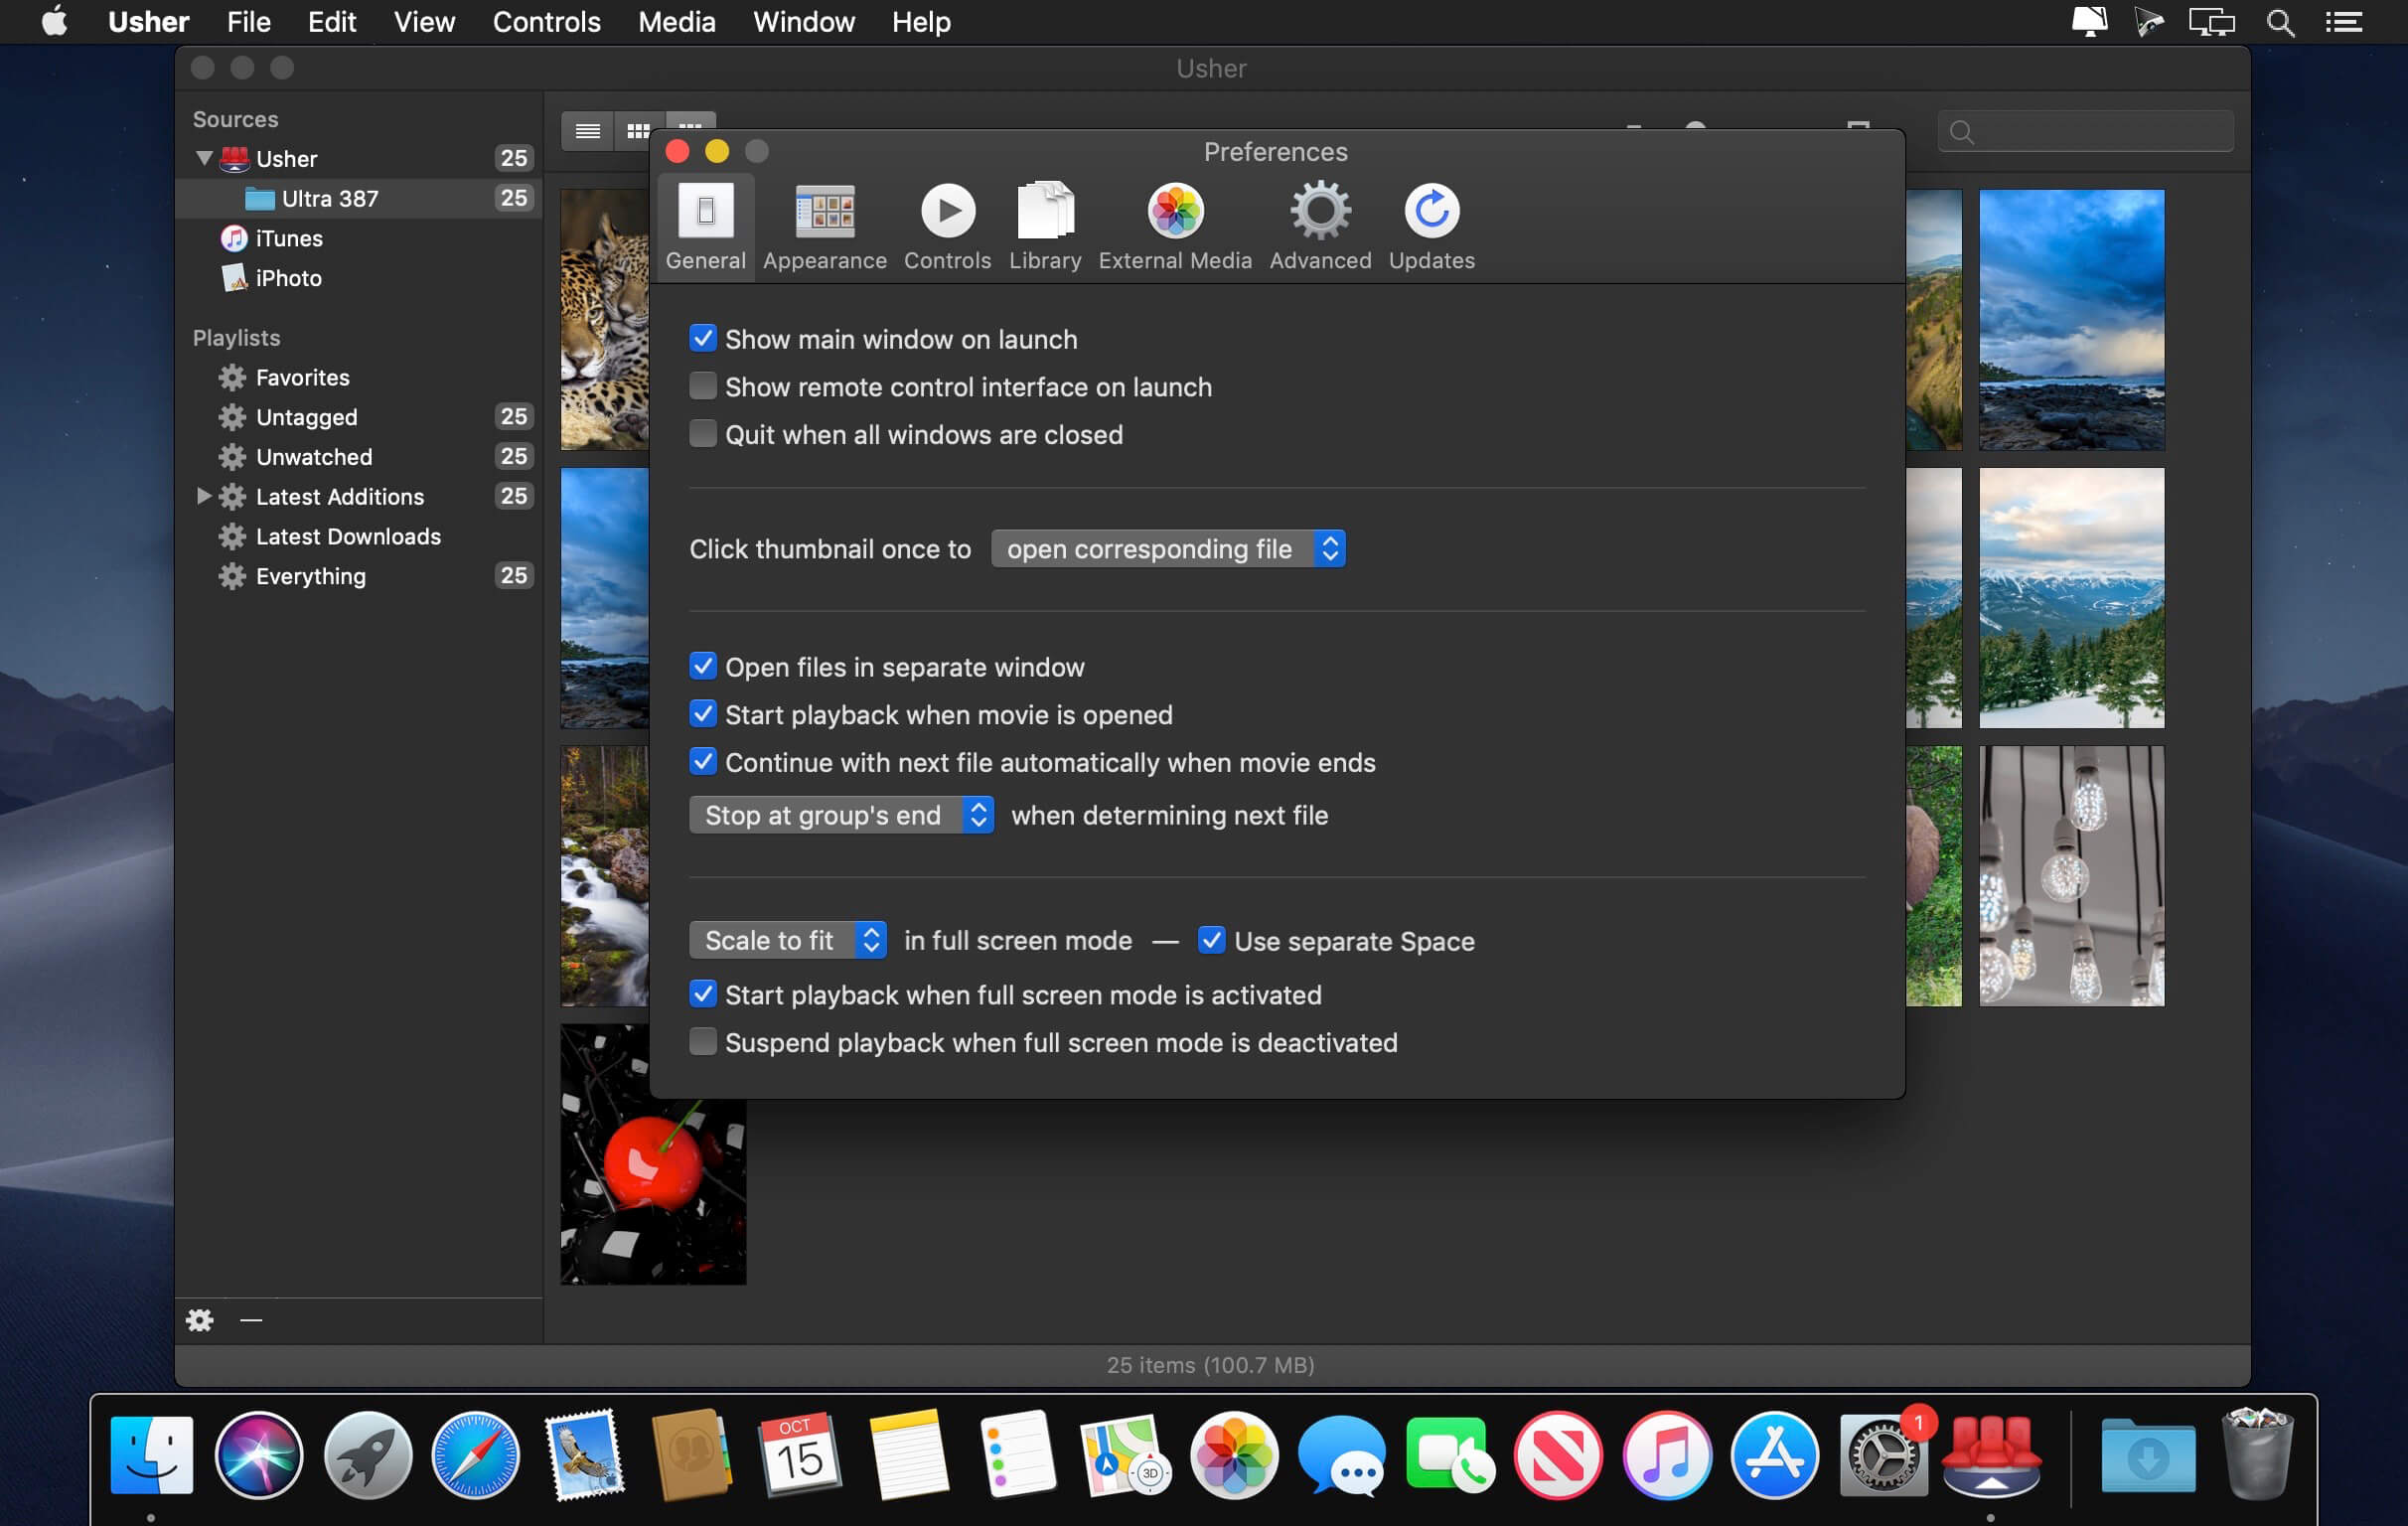 Usher File Edit View Controls Media Window Help
Usher
Sources
Usher 25
Ultra 387 25
iTunes
iPhoto
Playlists
Favorites
Untagged 25
Unwatched 25
Latest Additions 25
Latest Downloads
Everything 25
Preferences
General Appearance Controls Library External Media Advanced Updates
Show main window on launch
Show remote control interface on launch
Quit when all windows are closed
Click thumbnail once to open corresponding file
Open files in separate window
Start playback when movie is opened
Continue with next file automatically when movie ends
Stop at group's end when determining next file
Scale to fit in full screen mode — Use separate Space
Start playback when full screen mode is activated
Suspend playback when full screen mode is deactivated
25 items (100.7 MB)
OCT
15
3D
1